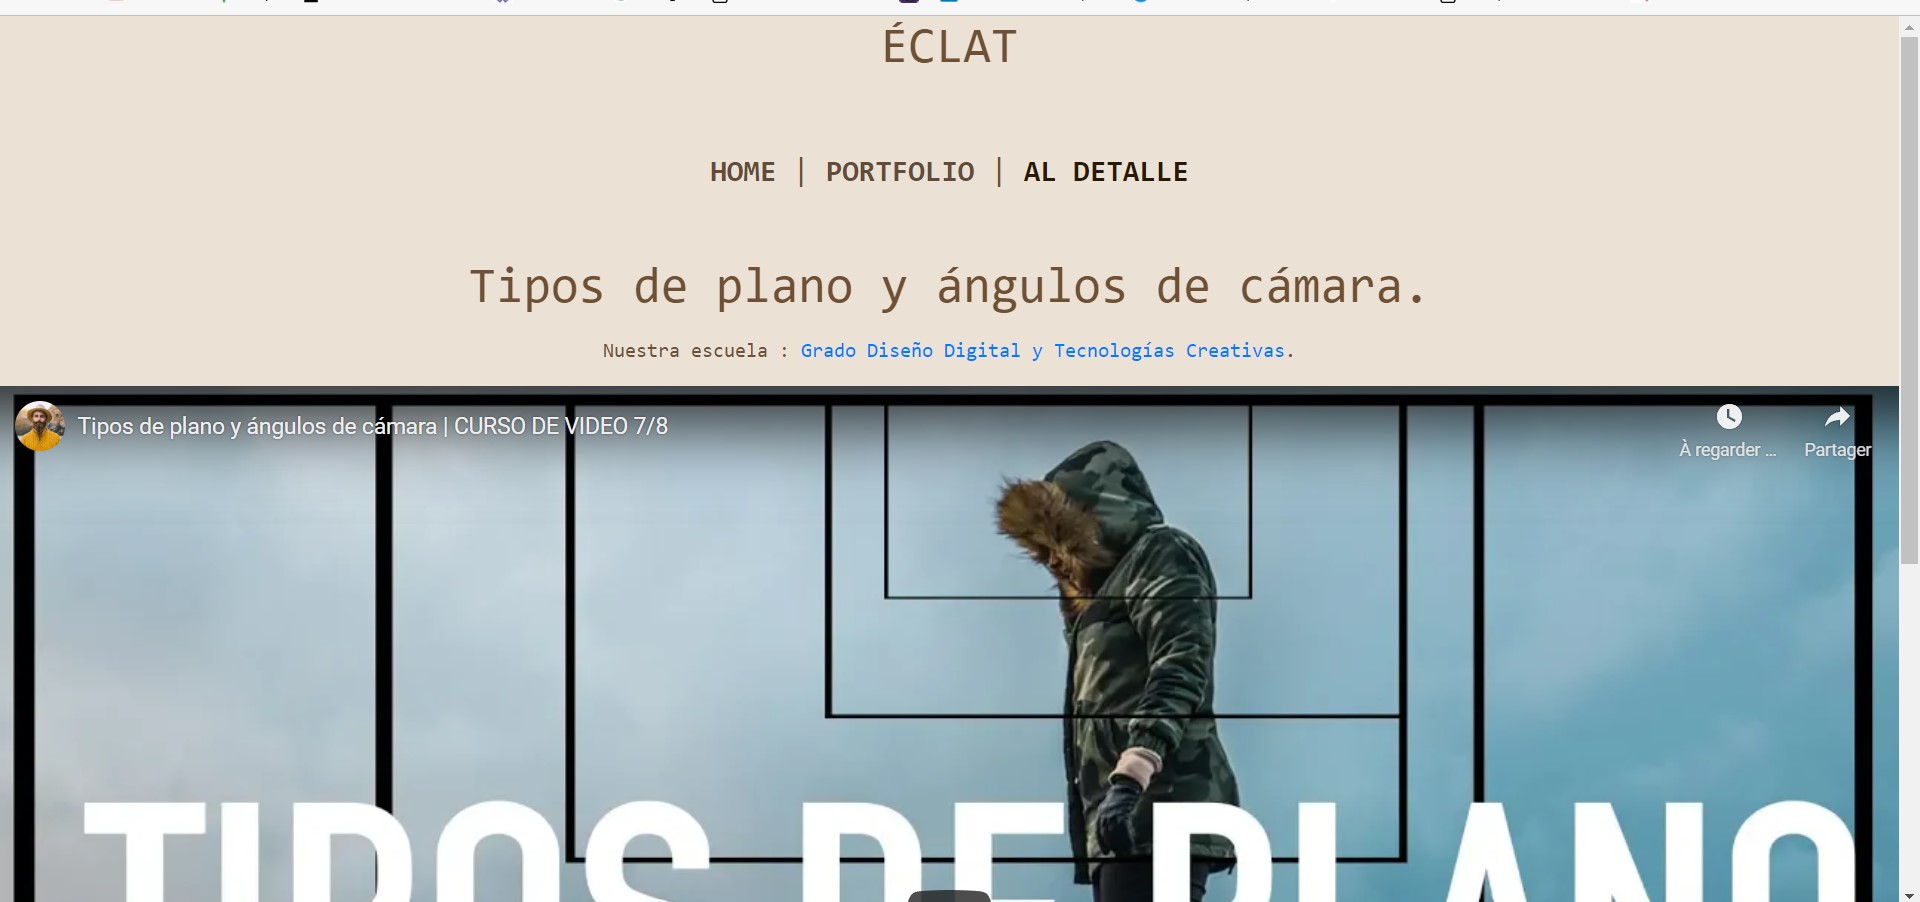 ÉCLAT
HOME | PORTFOLIO | AL DETALLE
Tipos de plano y ángulos de cámara.
Nuestra escuela : Grado Diseño Digital y Tecnologías Creativas.
Tipos de plano y ángulos de cámara | CURSO DE VIDEO 7/8
À regarder ...
Partager
TIPOS DE PLANO